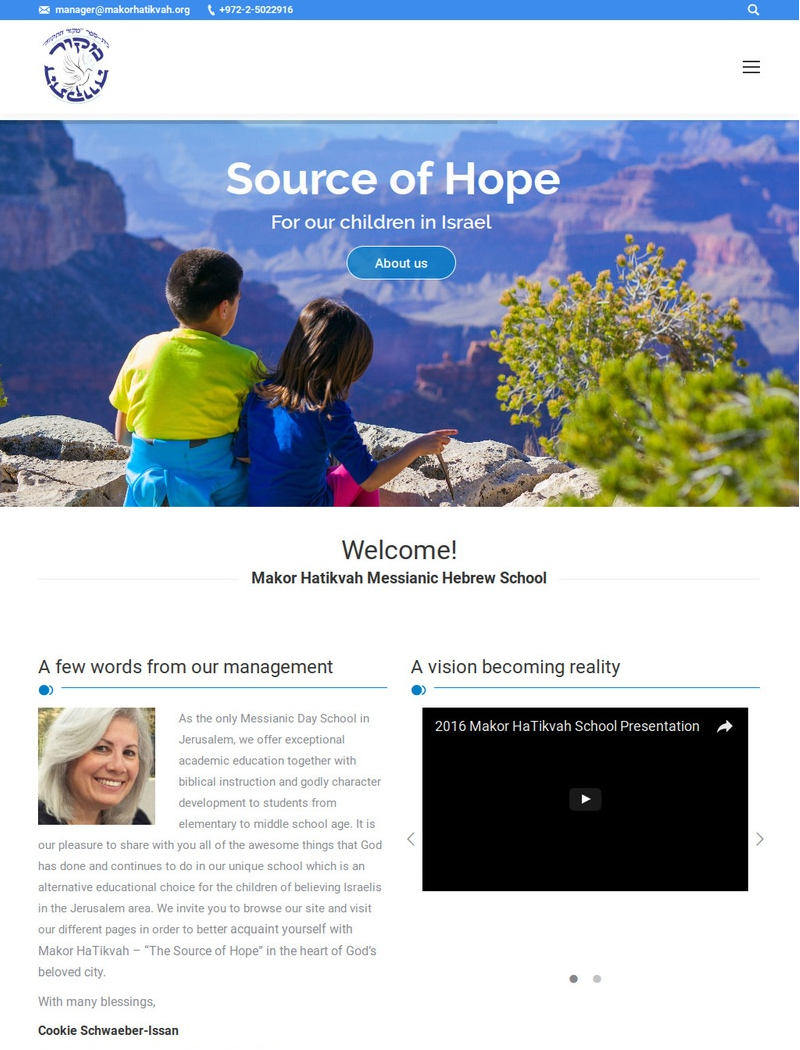 manager@makorhatikvah.org
+972-2-5022916
בית-ספר "מקור התקווה"
מקור
Source of Hope
For our children in Israel
About us
Welcome!
Makor Hatikvah Messianic Hebrew School
A few words from our management
As the only Messianic Day School in
Jerusalem, we offer exceptional
academic education together with
biblical instruction and godly character
development to students from
elementary to middle school age. It is
our pleasure to share with you all of the awesome things that God
has done and continues to do in our unique school which is an
alternative educational choice for the children of believing Israelis
in the Jerusalem area. We invite you to browse our site and visit
our different pages in order to better acquaint yourself with
Makor HaTikvah – “The Source of Hope” in the heart of God’s
beloved city.
With many blessings,
Cookie Schwaeber-Issan
A vision becoming reality
2016 Makor HaTikvah School Presentation